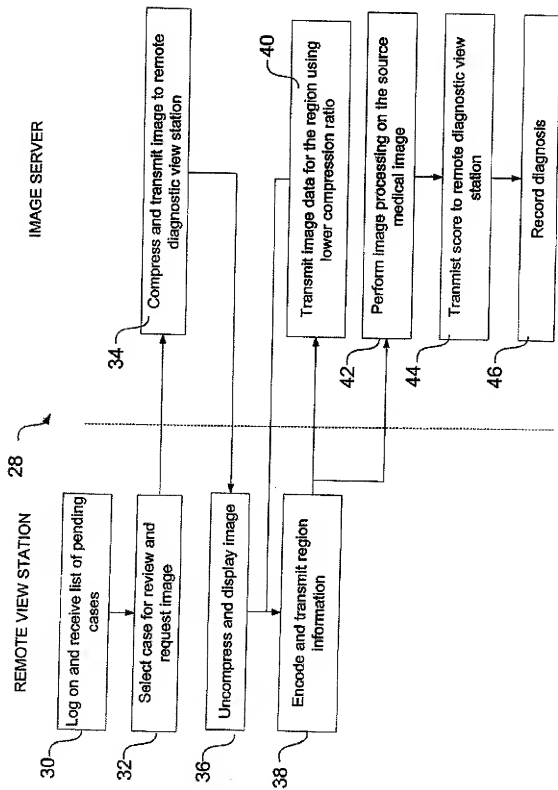 REMOTE VIEW STATION
28
IMAGE SERVER
30
Log on and receive list of pending
cases
32
Select case for review and
request image
34
Compress and transmit image to remote
diagnostic view station
36
Uncompress and display image
38
Encode and transmit region
information
40
Transmit image data for the region using
lower compression ratio
42
Perform image processing on the source
medical image
44
Tranmist score to remote diagnostic view
station
46
Record diagnosis